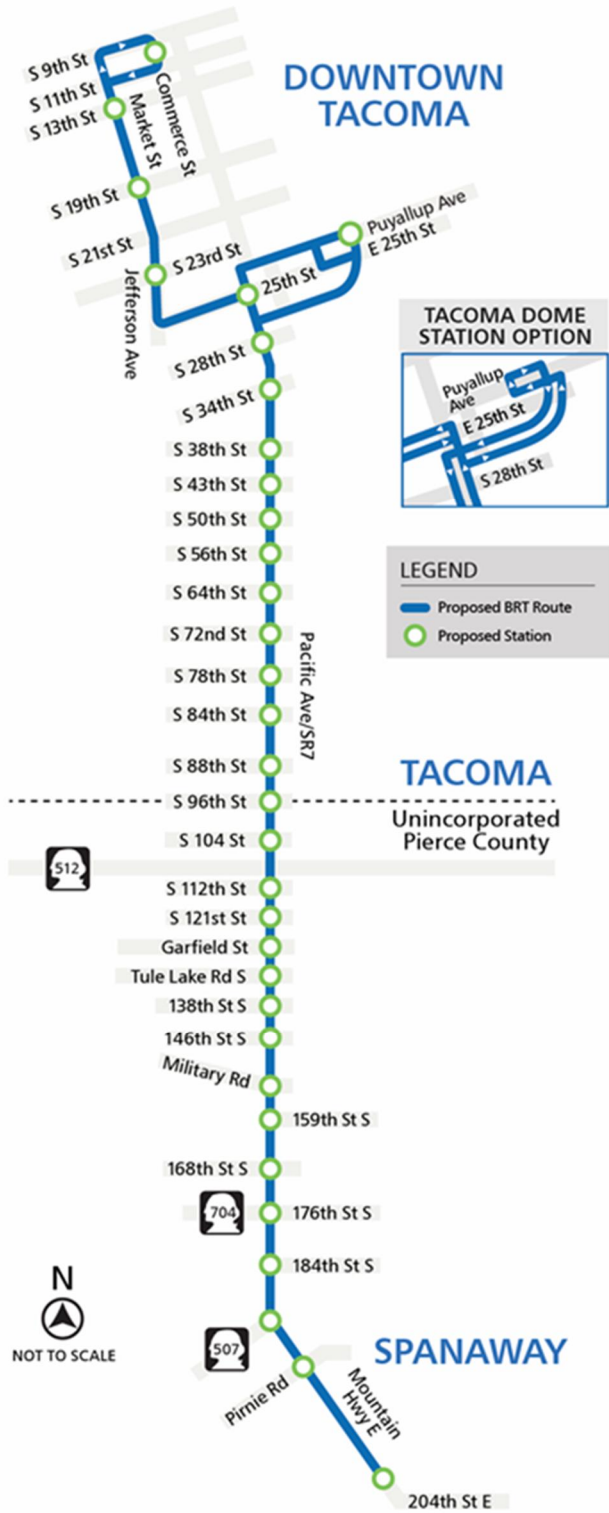 S 9th St
S 11th St
S 13th St
Commerce St
Market St
DOWNTOWN
TACOMA
S 19th St
S 21st St
S 23rd St
Jefferson Ave
Puyallup Ave
E 25th St
25th St
S 28th St
S 34th St
TACOMA DOME
STATION OPTION
Puyallup
Ave
E 25th St
S 28th St
S 38th St
S 43th St
S 50th St
S 56th St
S 64th St
LEGEND
Proposed BRT Route
Proposed Station
S 72nd St
S 78th St
S 84th St
Pacific Ave/SR7
S 88th St
TACOMA
S 96th St
Unincorporated
Pierce County
S 104 St
512
S 112th St
S 121st St
Garfield St
Tule Lake Rd S
138th St S
146th St S
Military Rd
159th St S
168th St S
704
176th St S
184th St S
N
NOT TO SCALE
507
SPANAWAY
Pirnie Rd
Mountain
Hwy E
204th St E